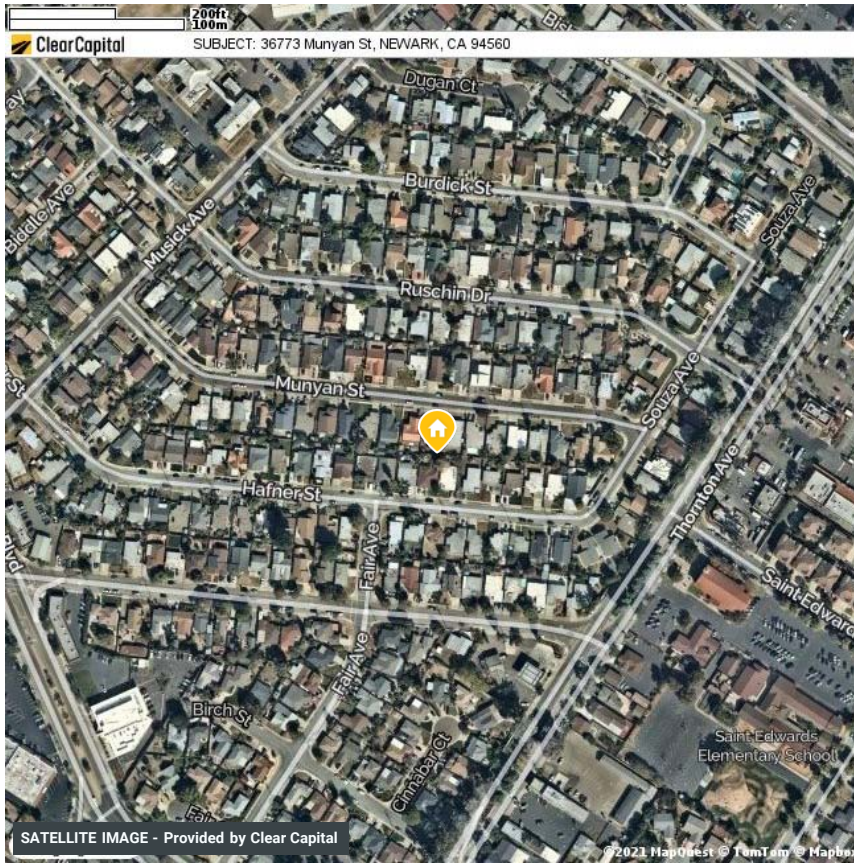 200ft
100m
ClearCapital
SUBJECT: 36773 Munyan St, NEWARK, CA 94560
Dugan Ct
Burdick St
Biddle Ave
Musick Ave
Souza Ave
Ruschin Dr
Munyan St
Souza Ave
Hafner St
Thornton Ave
Fair Ave
Saint Edward
Fair Ave
Birch St
Cinnabar Ct
Saint Edwards
Elementary School
SATELLITE IMAGE - Provided by Clear Capital
©2021 MapQuest © TomTom © Mapbox